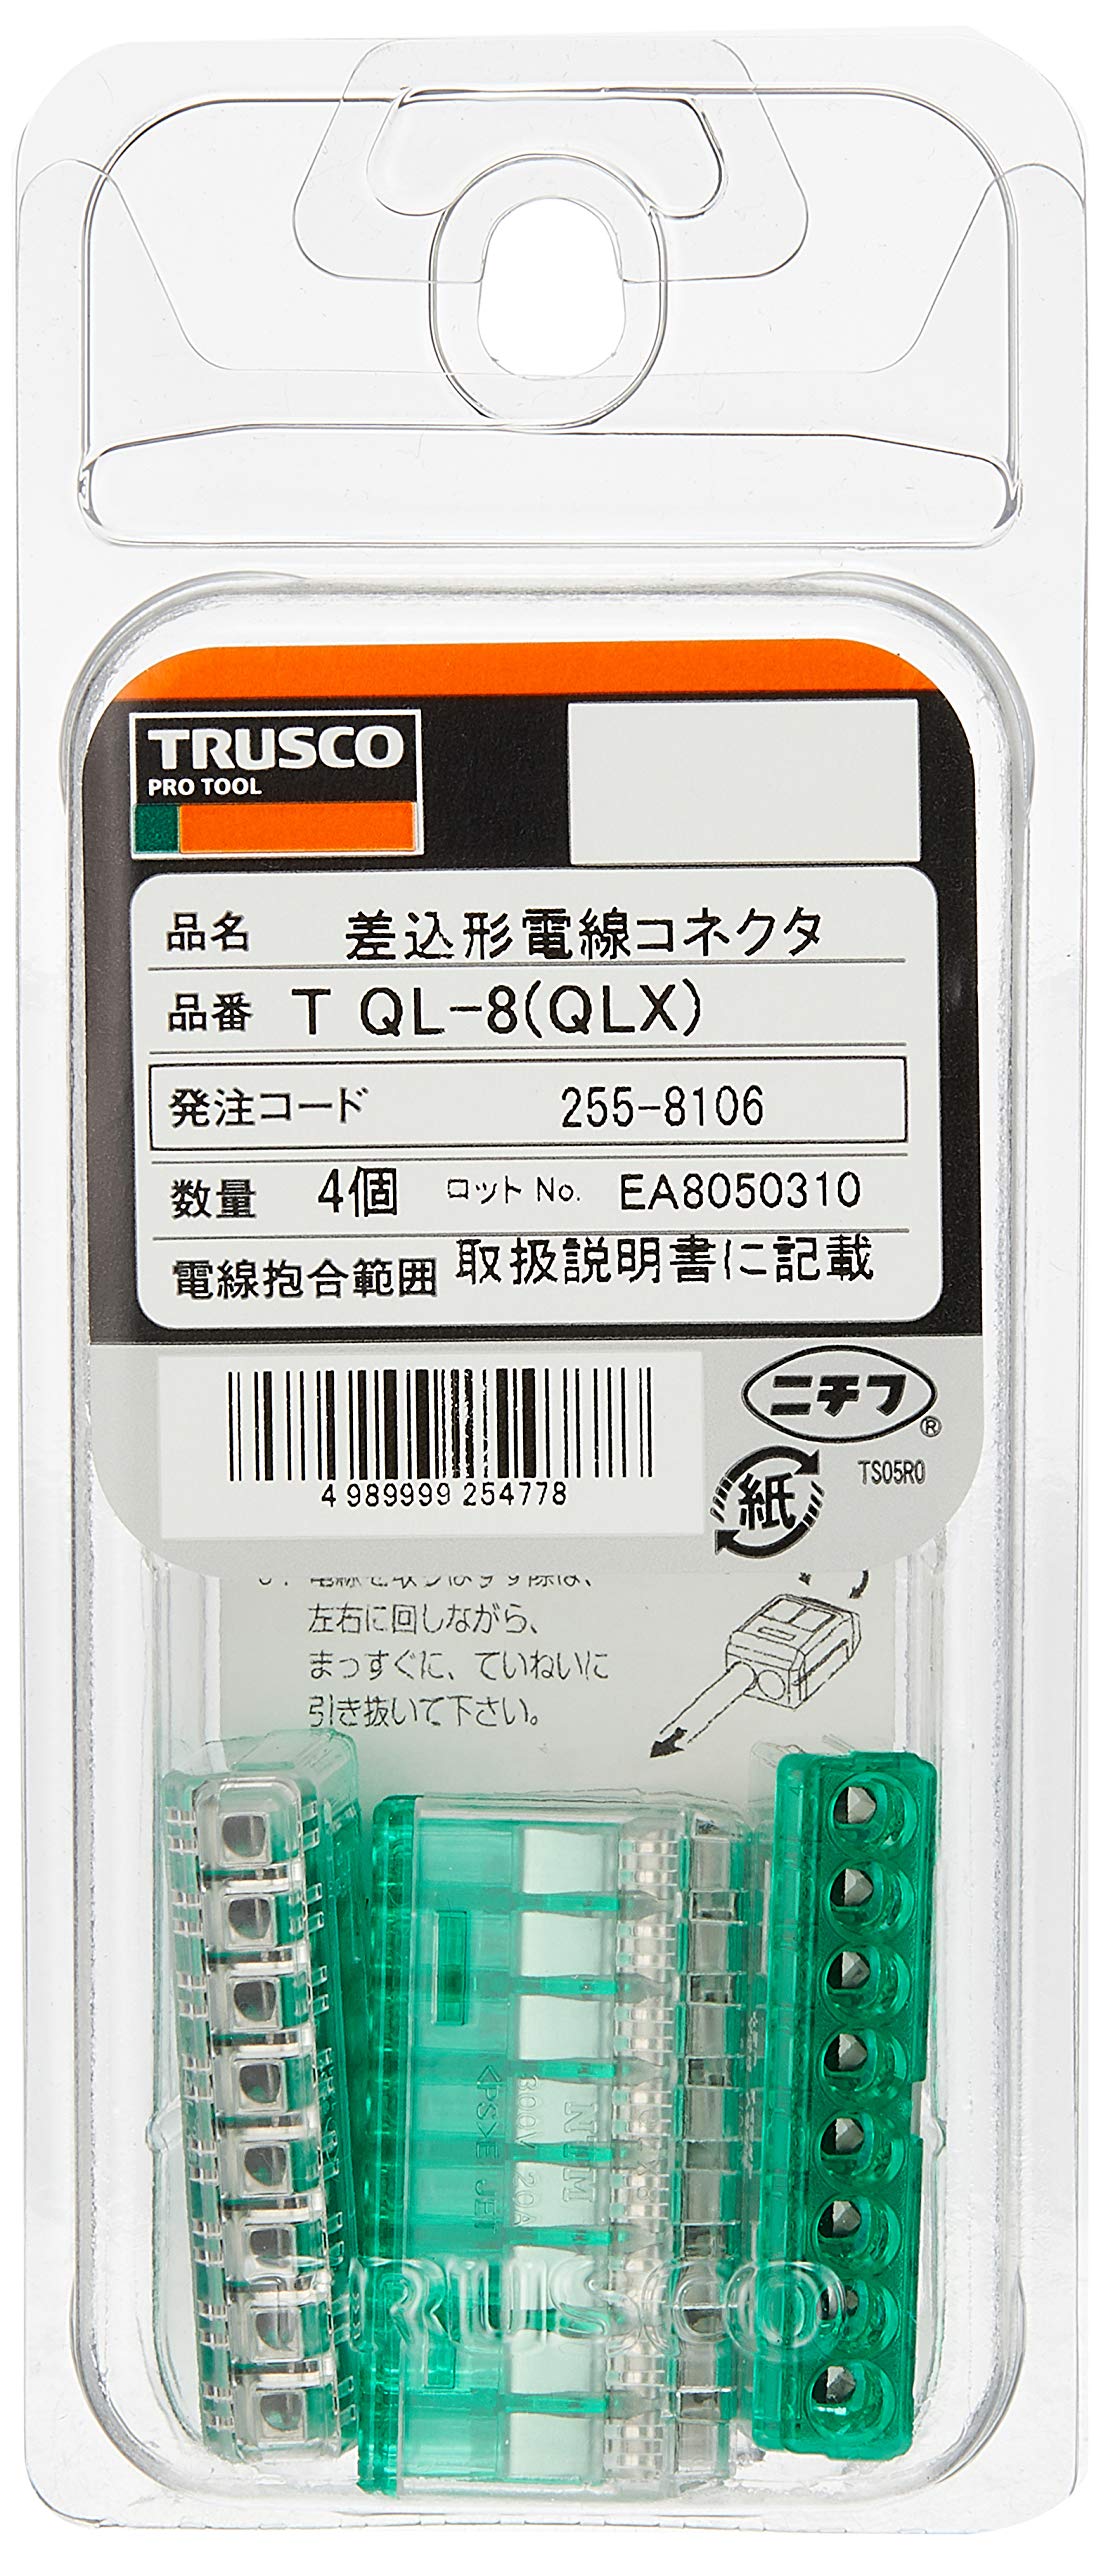 TRUSCO
PRO TOOL
品名 差込形電線コネクタ
品番 T QL-8(QLX)
発注コード 255-8106
数量 4個 ロット No. EA8050310
電線抱合範囲 取扱説明書に記載
4 989999 254778
ニチフ®
紙
TS05R0
左右に回しながら、
まっすぐに、ていねいに
引き抜いて下さい。
300V 20A
<PS>E JET
TRUSCO